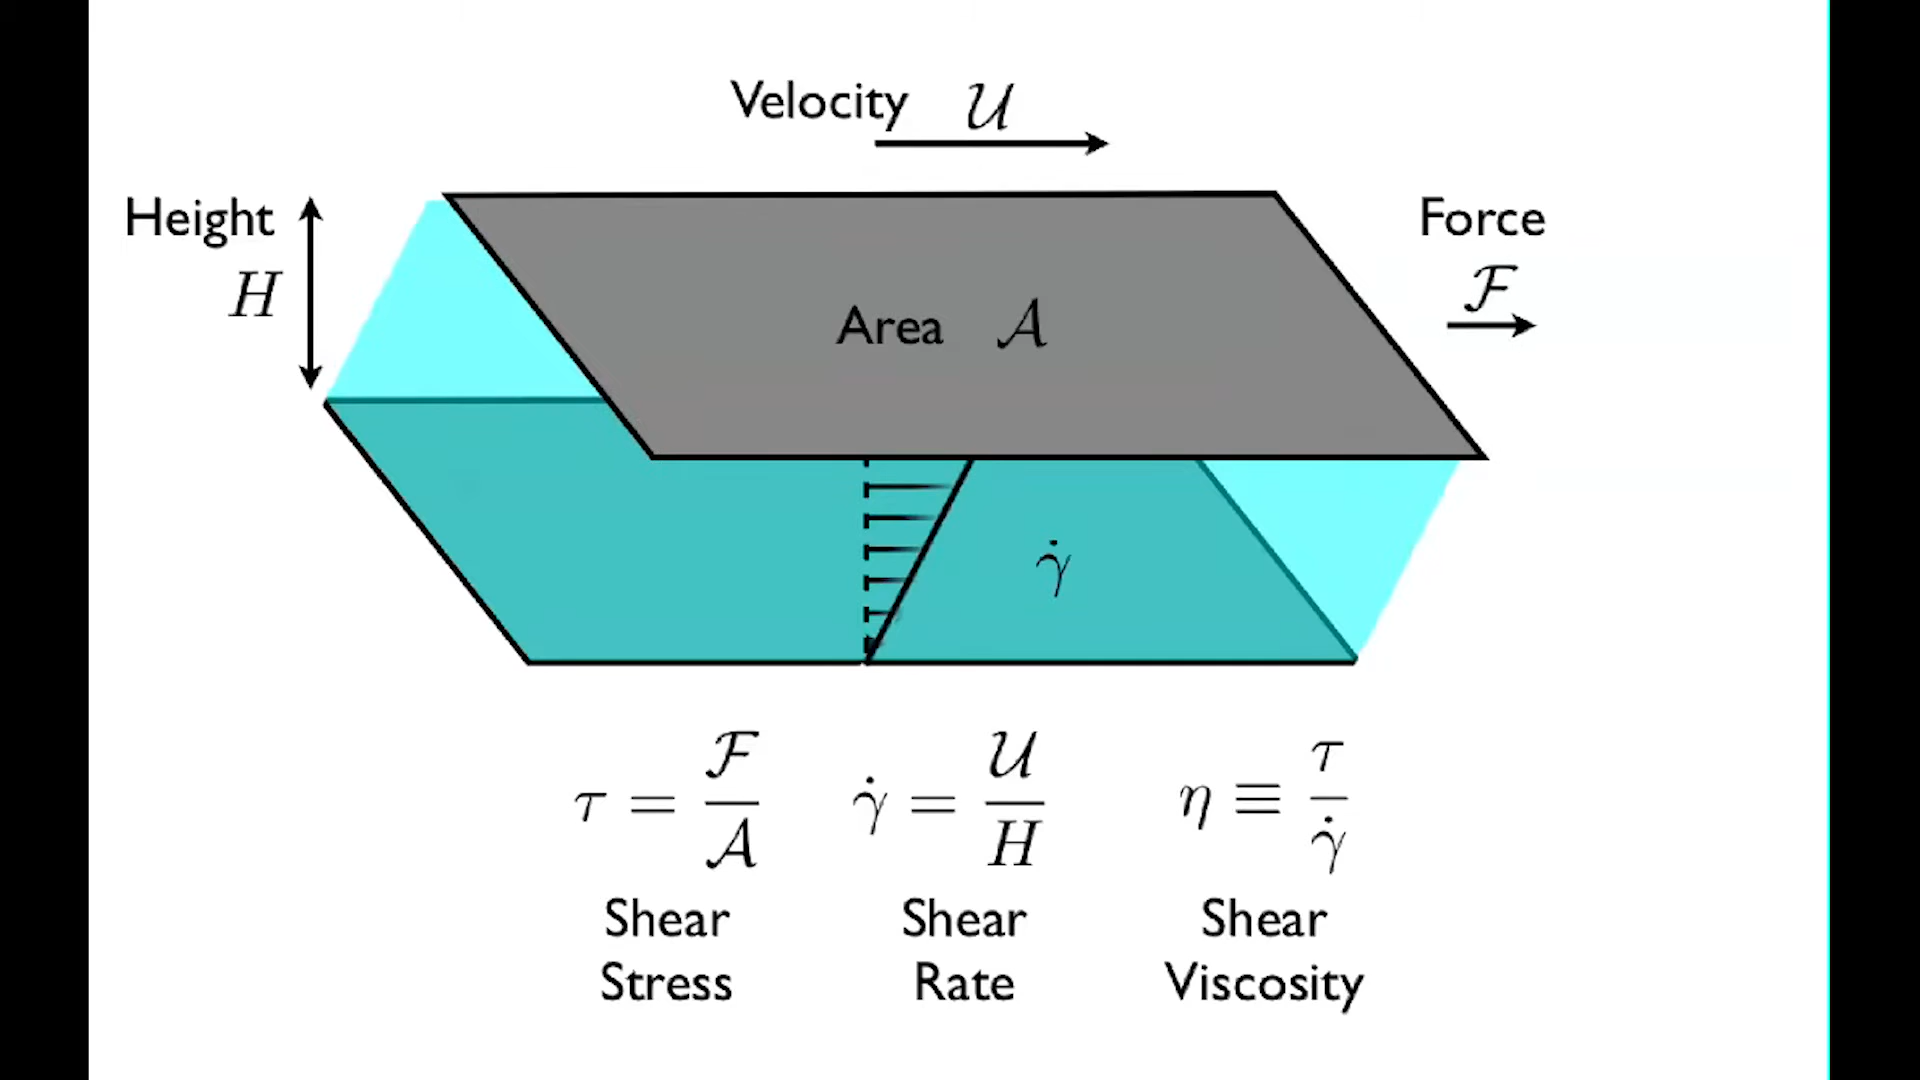 Velocity 𝒰
Height
H
Force
ℱ
Area 𝒜
γ̇
τ = ℱ/𝒜
γ̇ = 𝒰/H
η ≡ τ/γ̇
Shear
Stress
Shear
Rate
Shear
Viscosity